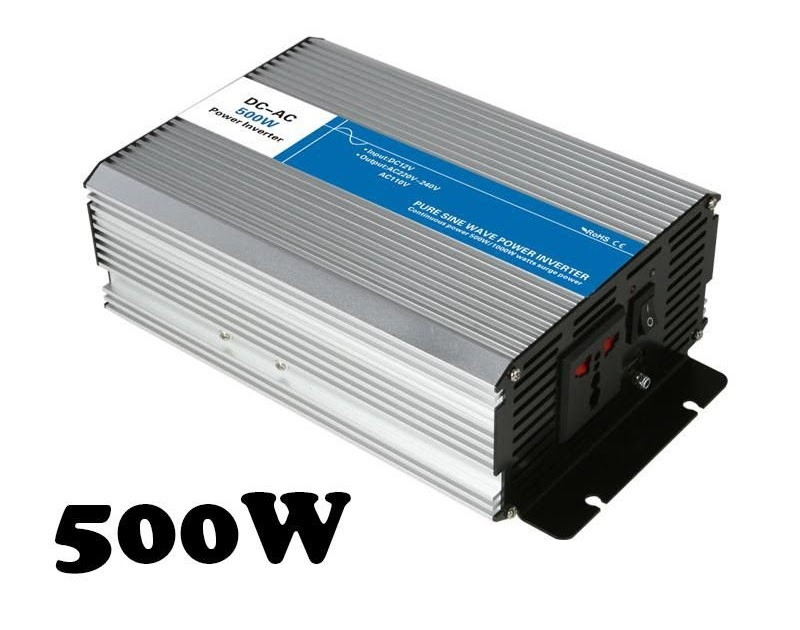 DC-AC
500W
Power Inverter
• Input:DC12V
• Output:AC220V~240V
AC110V
PURE SINE WAVE POWER INVERTER
Continuous power 500W/1000W watts surge power
RoHS CE
500W